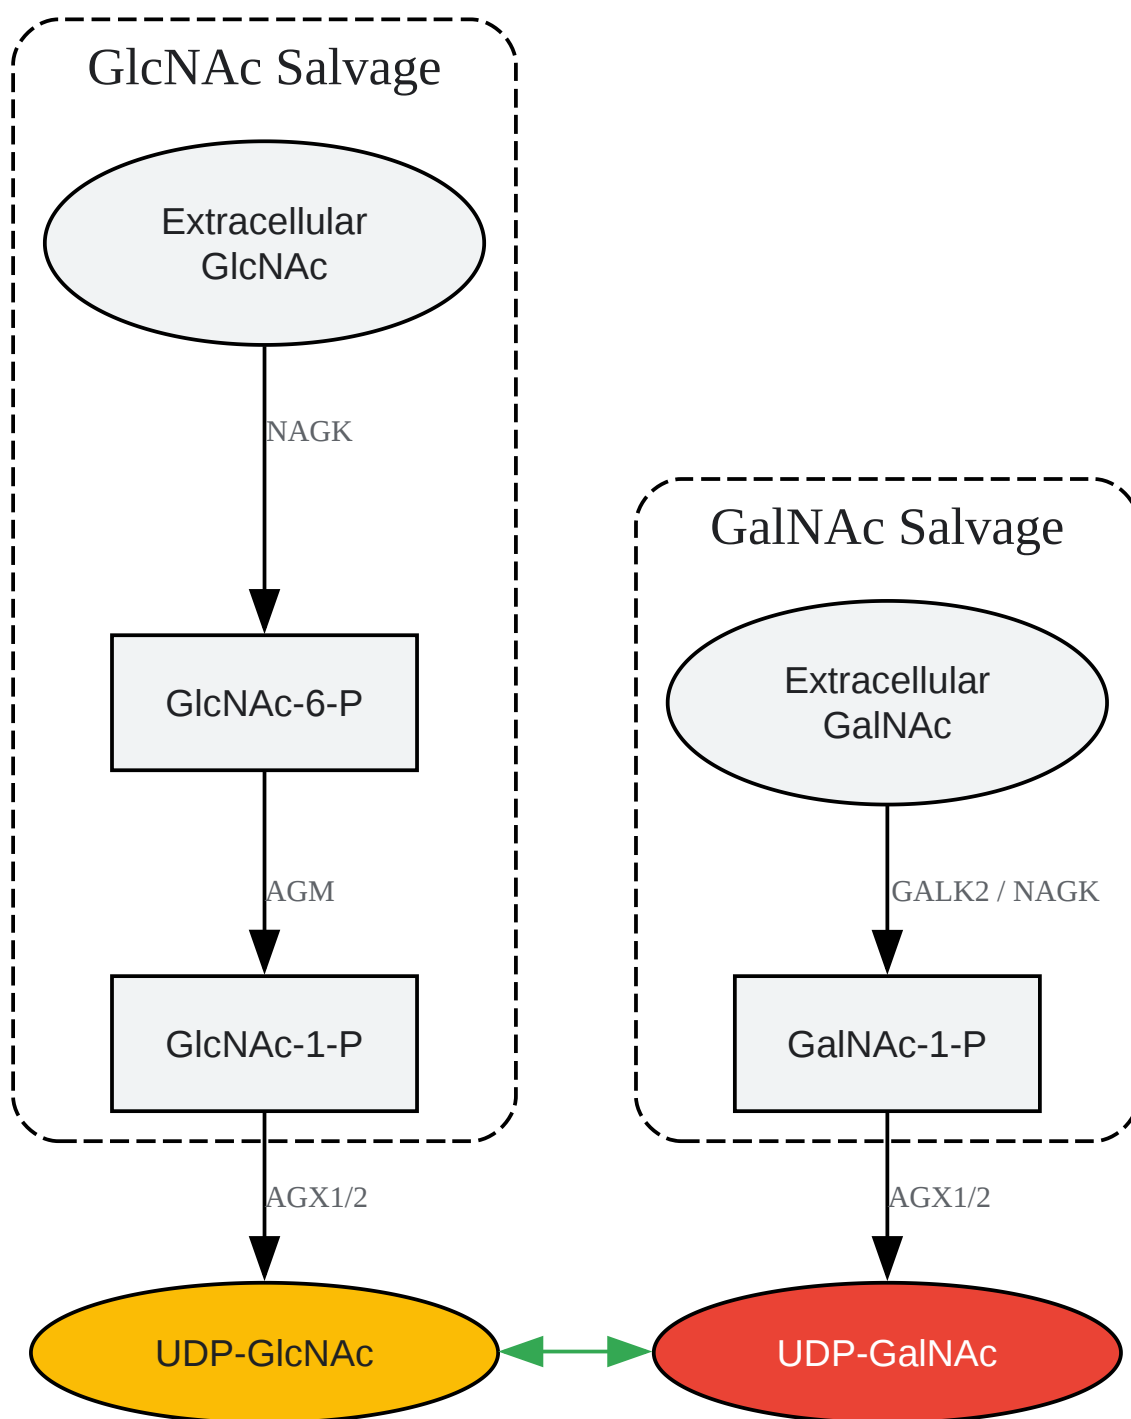 GlcNAc Salvage
Extracellular
GlcNAc
NAGK
GlcNAc-6-P
AGM
GlcNAc-1-P
AGX1/2
UDP-GlcNAc
GalNAc Salvage
Extracellular
GalNAc
GALK2 / NAGK
GalNAc-1-P
AGX1/2
UDP-GalNAc